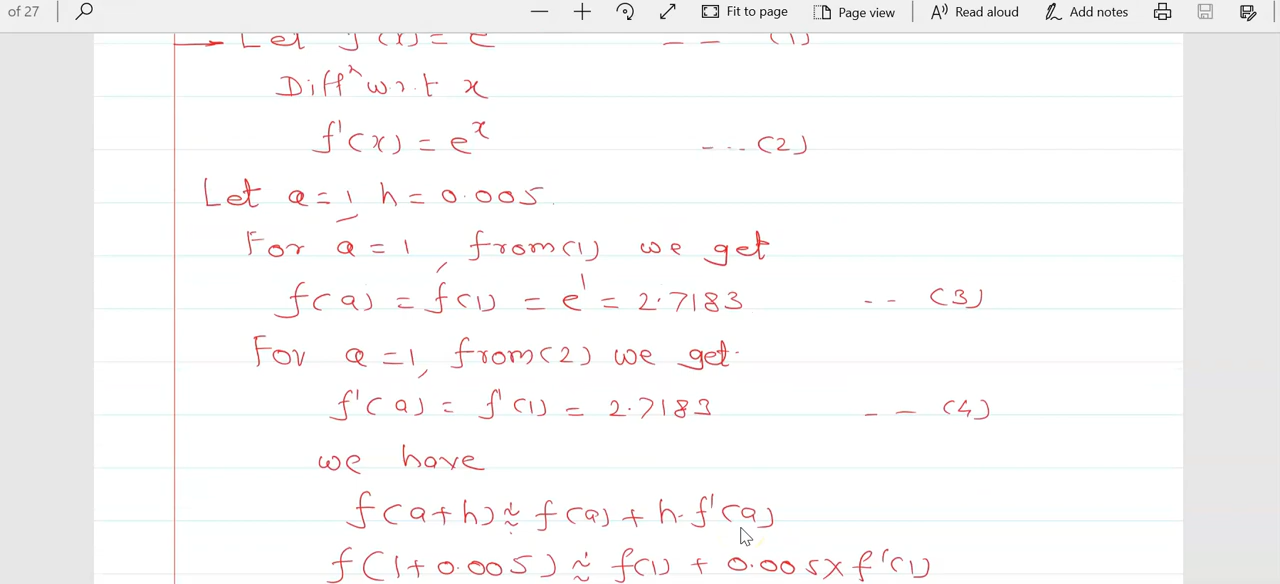 of 27 Fit to page Page view Read aloud Add notes
Let f(x) = e -- (1)
Diffⁿ w.r.t x
f'(x) = eˣ --- (2)
Let a=1, h = 0.005
For a = 1, from (1) we get
f(a) = f(1) = e¹ = 2.7183 -- (3)
For a = 1, from (2) we get.
f'(a) = f'(1) = 2.7183 -- (4)
we have
f(a+h) ≈ f(a) + h. f'(a)
f(1+0.005) ≈ f(1) + 0.005 x f'(1)